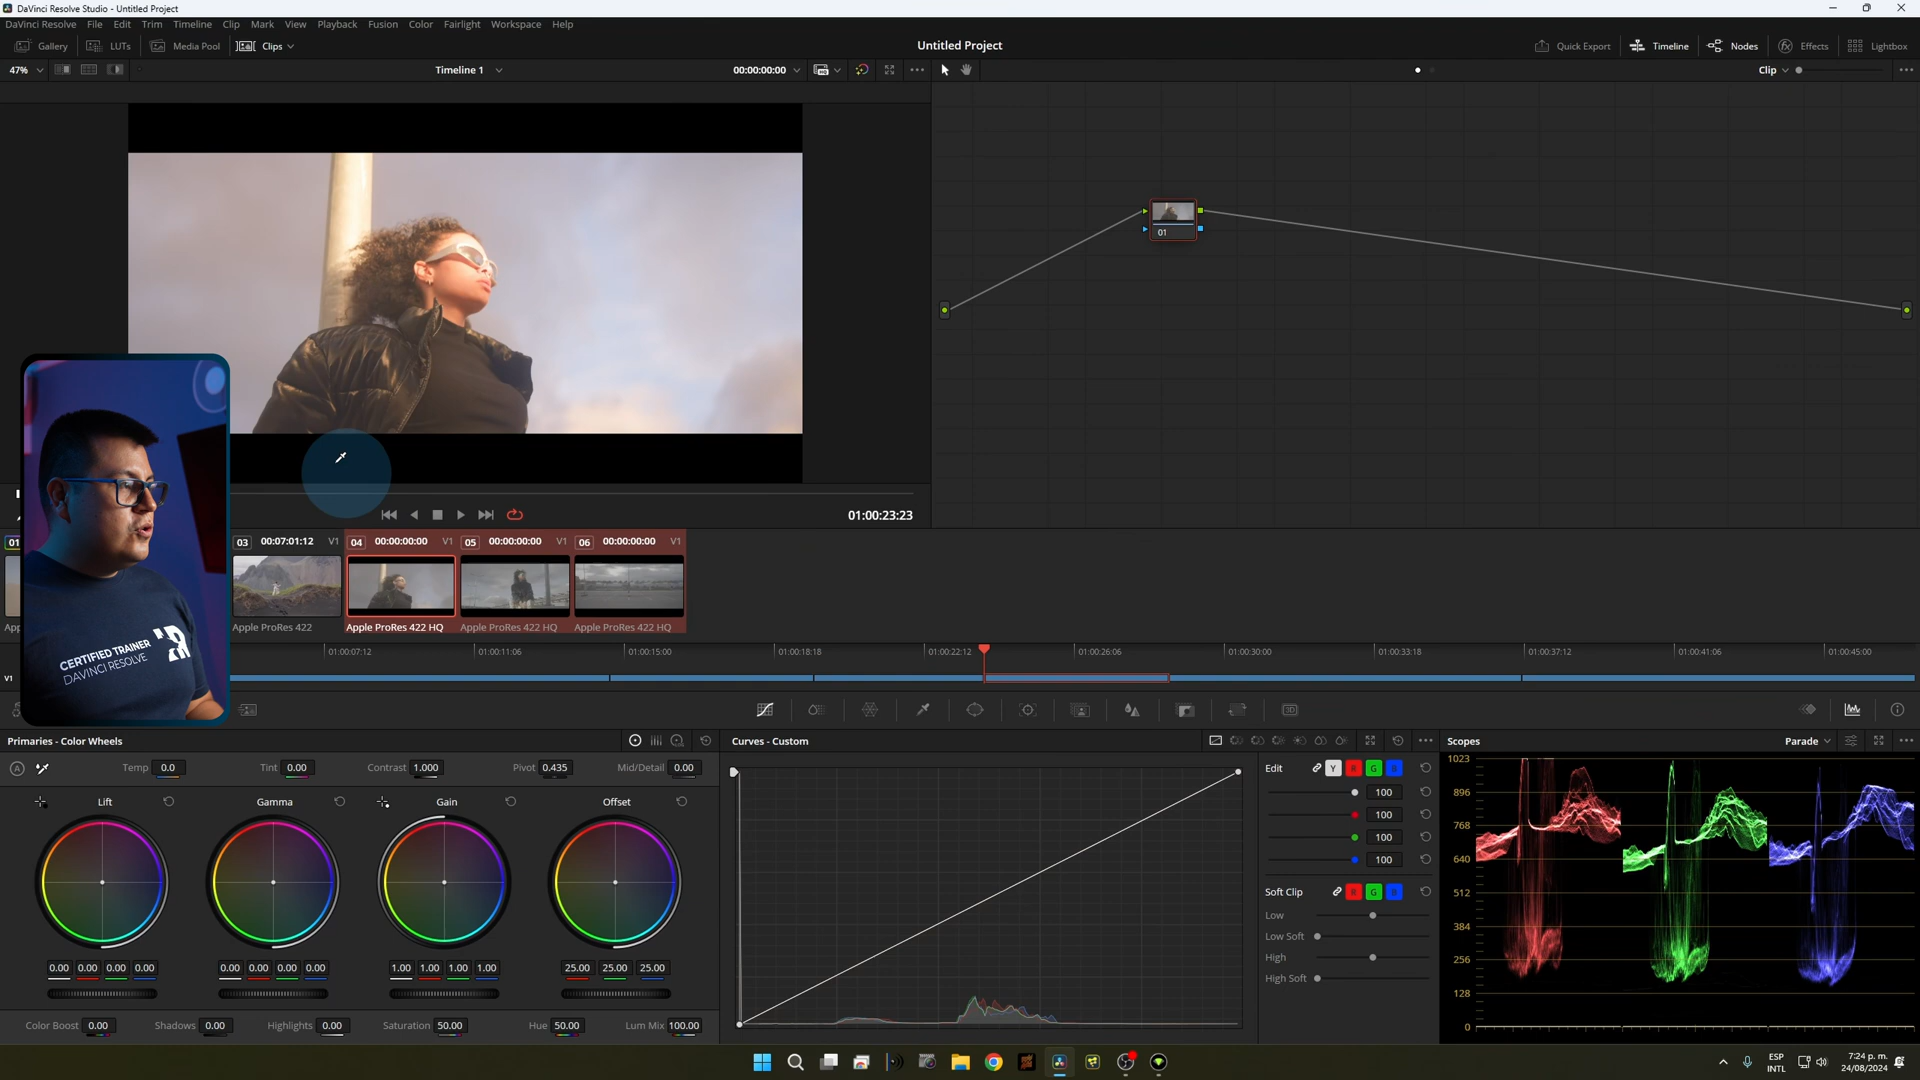 DaVinci Resolve Studio - Untitled Project
DaVinci Resolve File Edit Trim Timeline Clip Mark View Playback Fusion Color Fairlight Workspace Help
Gallery LUTs Media Pool Clips Untitled Project Quick Export Timeline Nodes Effects Lightbox
47% Timeline 1 00:00:00:00 Clip
01
01:00:23:23
01 03 00:07:01:12 V1 04 00:00:00:00 V1 05 00:00:00:00 V1 06 00:00:00:00 V1
Apple ProRes 422 Apple ProRes 422 HQ Apple ProRes 422 HQ Apple ProRes 422 HQ
CERTIFIED TRAINER
DAVINCI RESOLVE
01:00:07:12 01:00:11:06 01:00:15:00 01:00:18:18 01:00:22:12 01:00:26:06 01:00:30:00 01:00:33:18 01:00:37:12 01:00:41:06 01:00:45:00
V1
3D
Primaries - Color Wheels Curves - Custom Scopes Parade
A Temp 0.0 Tint 0.00 Contrast 1.000 Pivot 0.435 Mid/Detail 0.00
Lift Gamma Gain Offset
0.00 0.00 0.00 0.00 0.00 0.00 0.00 0.00 1.00 1.00 1.00 1.00 25.00 25.00 25.00
Color Boost 0.00 Shadows 0.00 Highlights 0.00 Saturation 50.00 Hue 50.00 Lum Mix 100.00
Edit Y R G B
100
100
100
100
Soft Clip R G B
Low
Low Soft
High
High Soft
1023
896
768
640
512
384
256
128
0
ESP
INTL
7:24 p. m.
24/08/2024